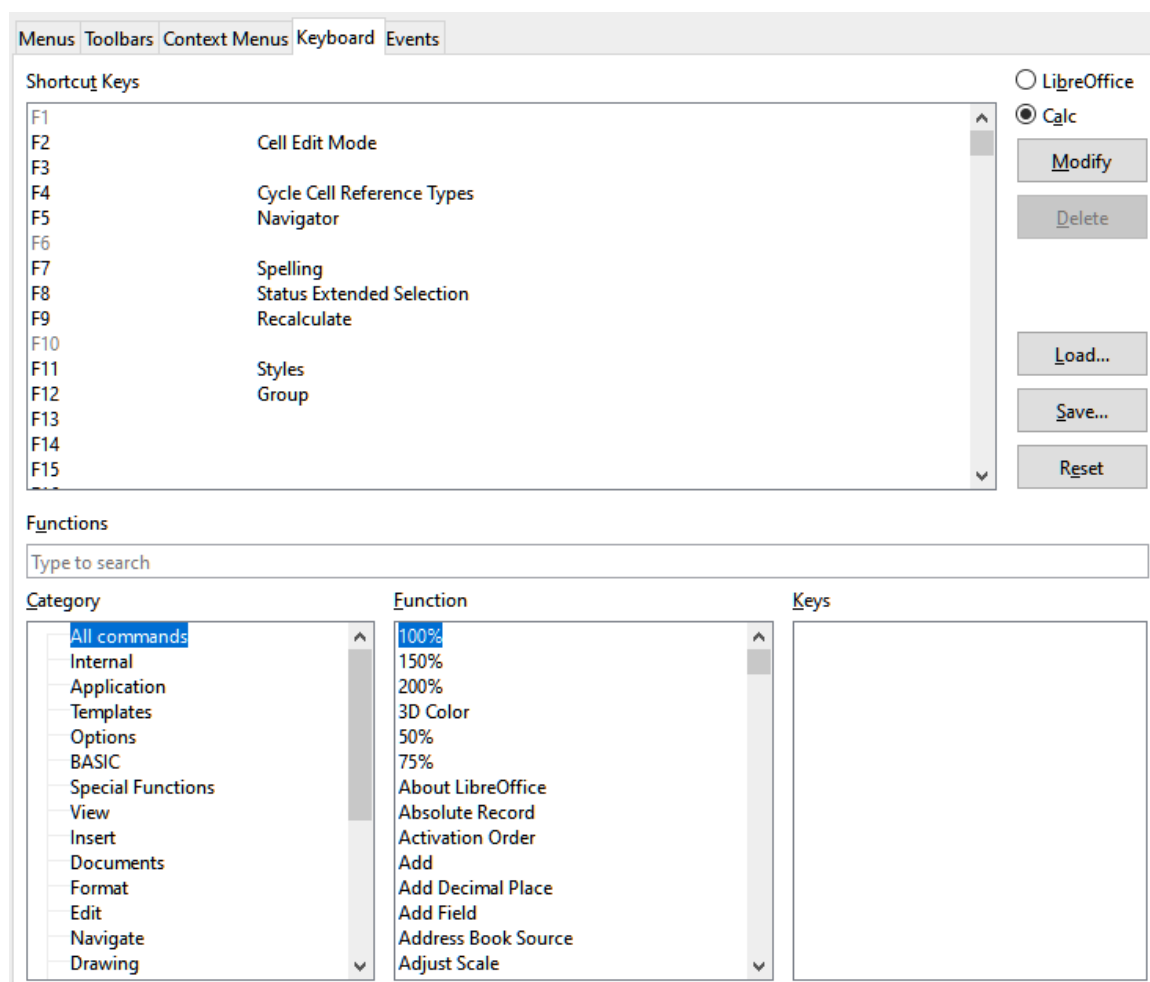 Menus Toolbars Context Menus Keyboard Events
Shortcut Keys
LibreOffice
Calc
F1
F2 Cell Edit Mode
F3
F4 Cycle Cell Reference Types
F5 Navigator
F6
F7 Spelling
F8 Status Extended Selection
F9 Recalculate
F10
F11 Styles
F12 Group
F13
F14
F15
Modify
Delete
Load...
Save...
Reset
Functions
Type to search
Category
All commands
Internal
Application
Templates
Options
BASIC
Special Functions
View
Insert
Documents
Format
Edit
Navigate
Drawing
Function
100%
150%
200%
3D Color
50%
75%
About LibreOffice
Absolute Record
Activation Order
Add
Add Decimal Place
Add Field
Address Book Source
Adjust Scale
Keys